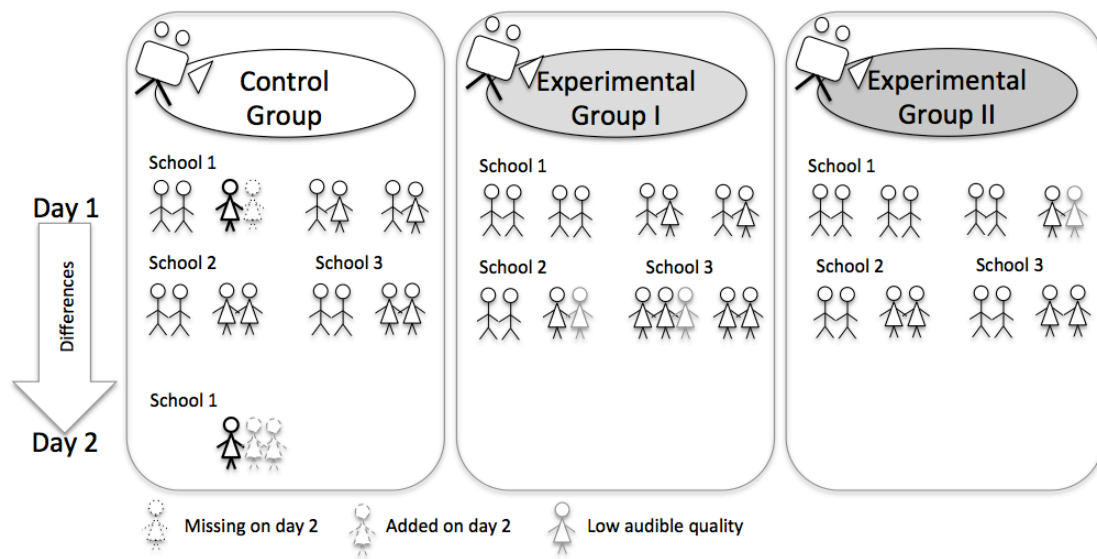 Control
Group
Experimental
Group I
Experimental
Group II
School 1
School 1
School 1
Day 1
School 2
School 3
School 2
School 3
School 2
School 3
Differences
School 1
Day 2
Missing on day 2
Added on day 2
Low audible quality